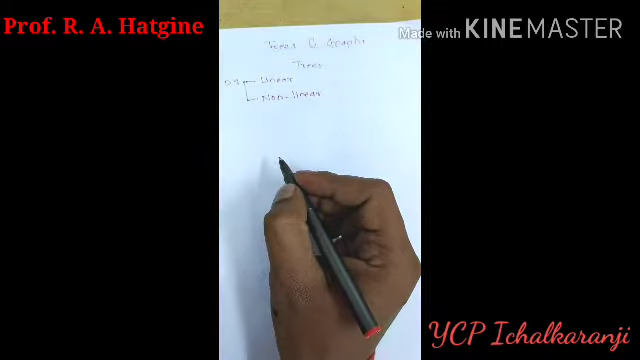 Prof. R. A. Hatgine
Made with KINEMASTER
Trees & Graphs
Trees
DS Linear
Non-linear
YCP Ichalkaranji